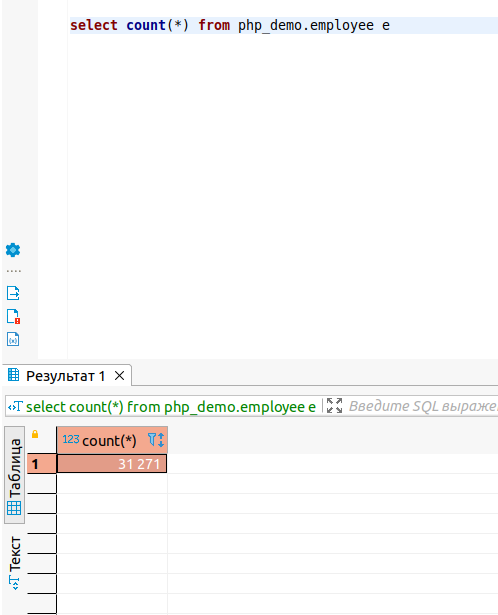 select count(*) from php_demo.employee e
Результат 1
select count(*) from php_demo.employee e
Введите SQL выраже
Таблица
123 count(*)
1 31 271
Текст